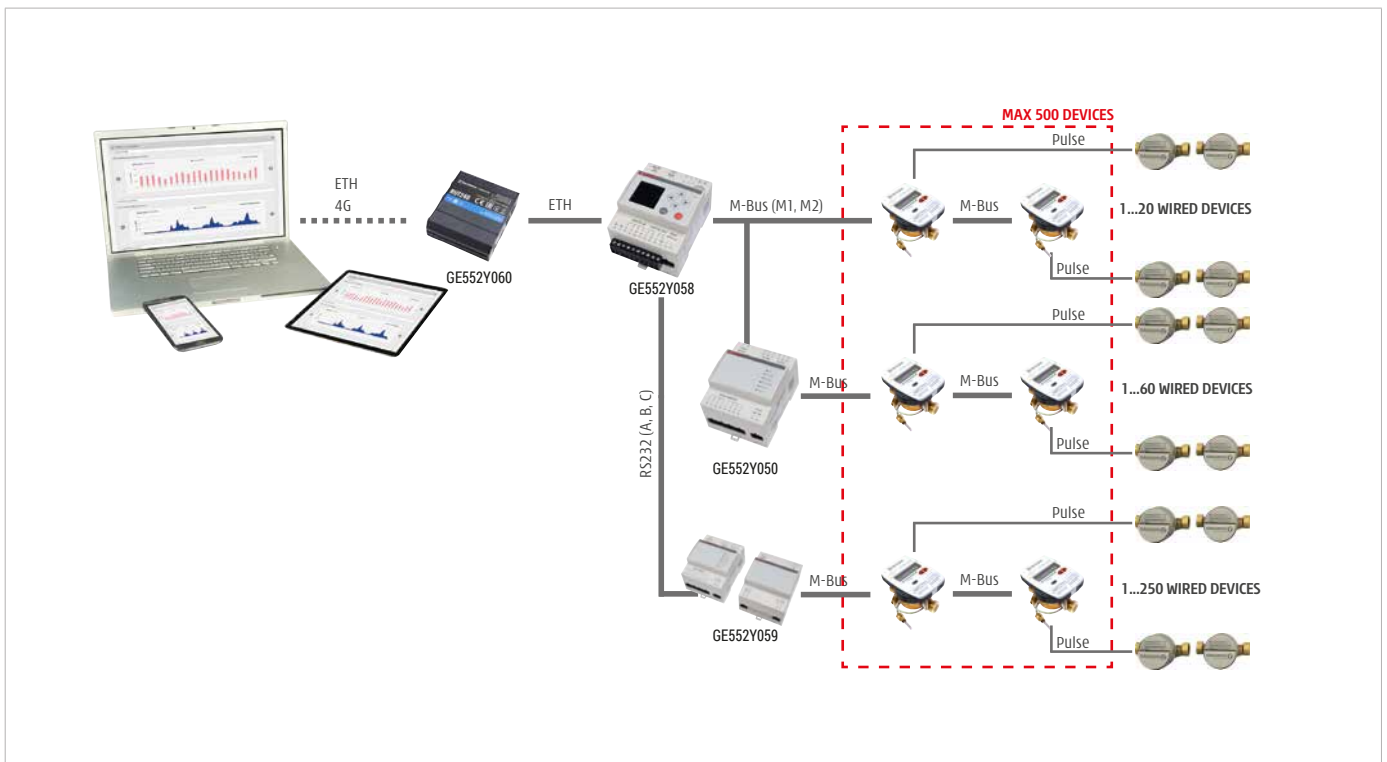 MAX 500 DEVICES
Pulse
ETH
4G
RUT240
ETH
M-Bus (M1, M2)
M-Bus
1...20 WIRED DEVICES
GE552Y060
GE552Y058
Pulse
Pulse
RS232 (A, B, C)
M-Bus
M-Bus
1...60 WIRED DEVICES
Pulse
GE552Y050
Pulse
M-Bus
M-Bus
1...250 WIRED DEVICES
GE552Y059
Pulse